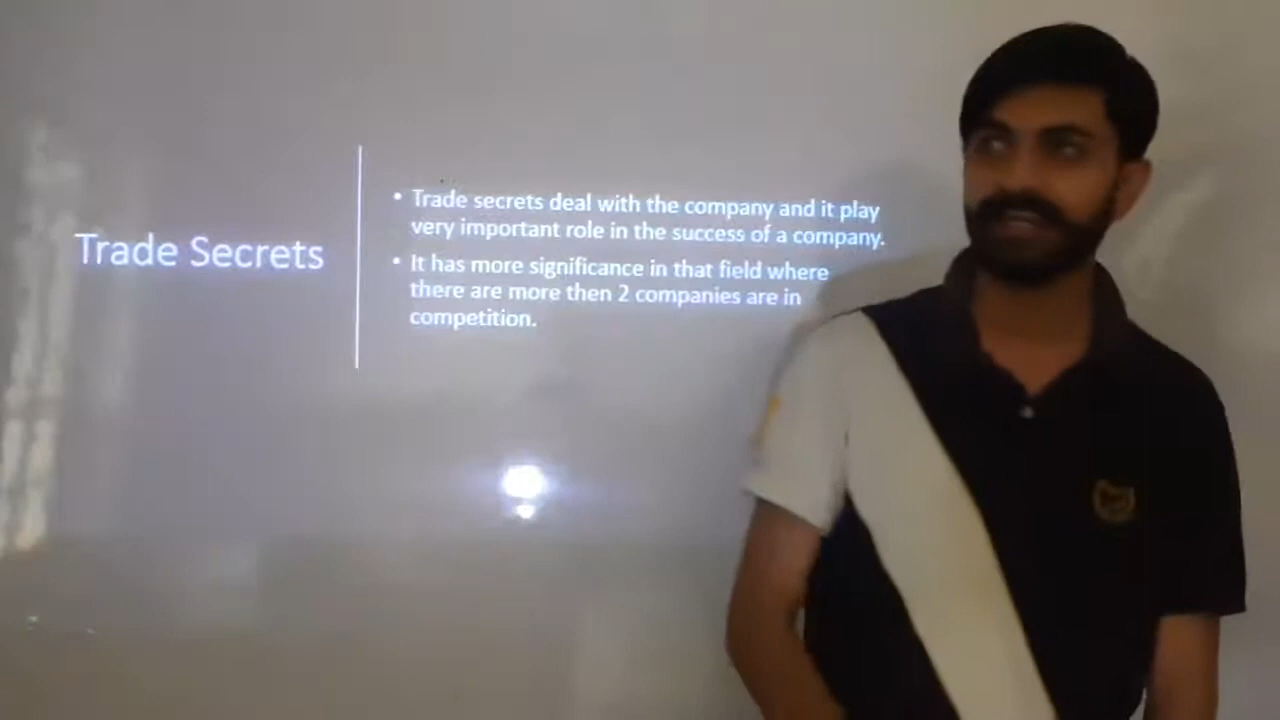 Trade Secrets
• Trade secrets deal with the company and it play
very important role in the success of a company.
• It has more significance in that field where
there are more then 2 companies are in
competition.